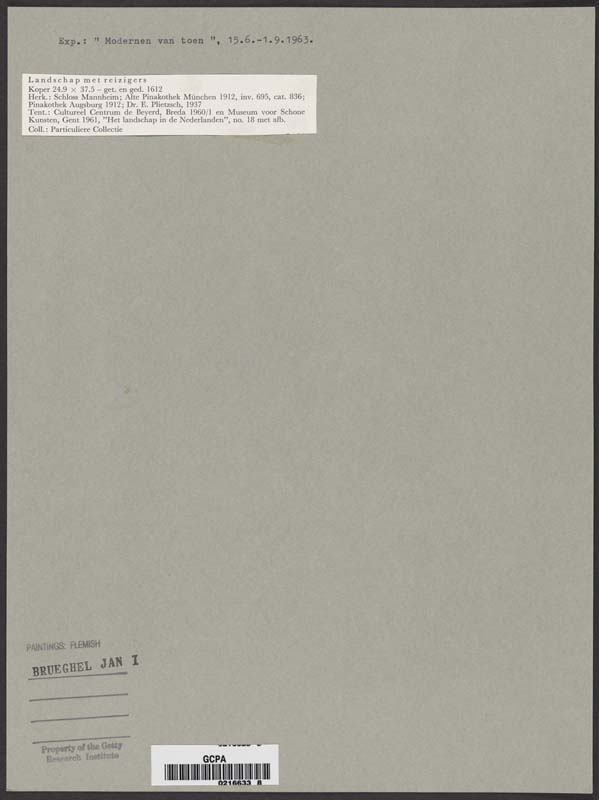 Exp.: " Modernen van toen ", 15.6.-1.9.1963.
Landschap met reizigers
Koper 24.9 × 37.5 – get. en ged. 1612
Herk.: Schloss Mannheim; Alte Pinakothek München 1912, inv. 695, cat. 836;
Pinakothek Augsburg 1912; Dr. E. Plietzsch, 1937
Tent.: Cultureel Centrum de Beyerd, Breda 1960/1 en Museum voor Schone
Kunsten, Gent 1961, "Het landschap in de Nederlanden", no. 18 met afb.
Coll.: Particuliere Collectie
PAINTINGS: FLEMISH
BRUEGHEL JAN I
Property of the Getty
Research Institute
GCPA
0216633 8